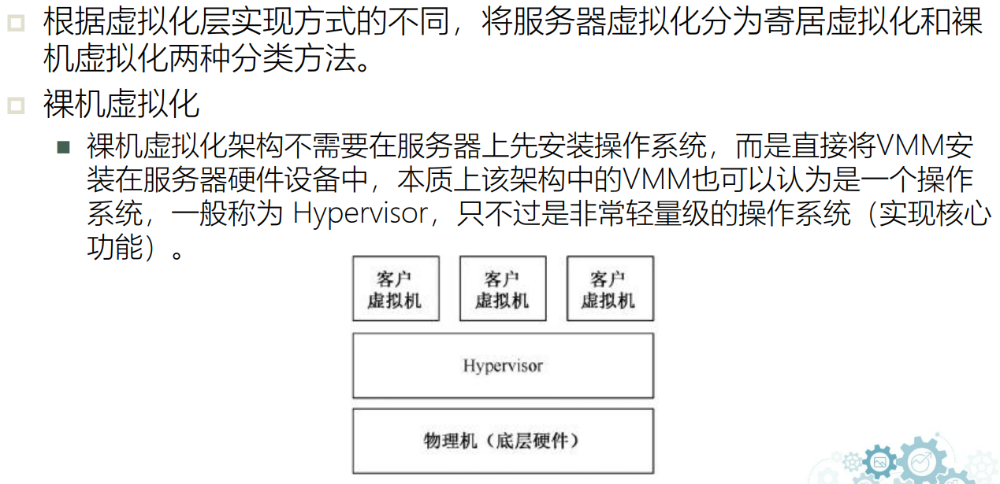 根据虚拟化层实现方式的不同，将服务器虚拟化分为寄居虚拟化和裸
机虚拟化两种分类方法。
裸机虚拟化
裸机虚拟化架构不需要在服务器上先安装操作系统，而是直接将VMM安
装在服务器硬件设备中，本质上该架构中的VMM也可以认为是一个操作
系统，一般称为 Hypervisor，只不过是非常轻量级的操作系统（实现核心
功能）。
客户
虚拟机
客户
虚拟机
客户
虚拟机
Hypervisor
物理机（底层硬件）